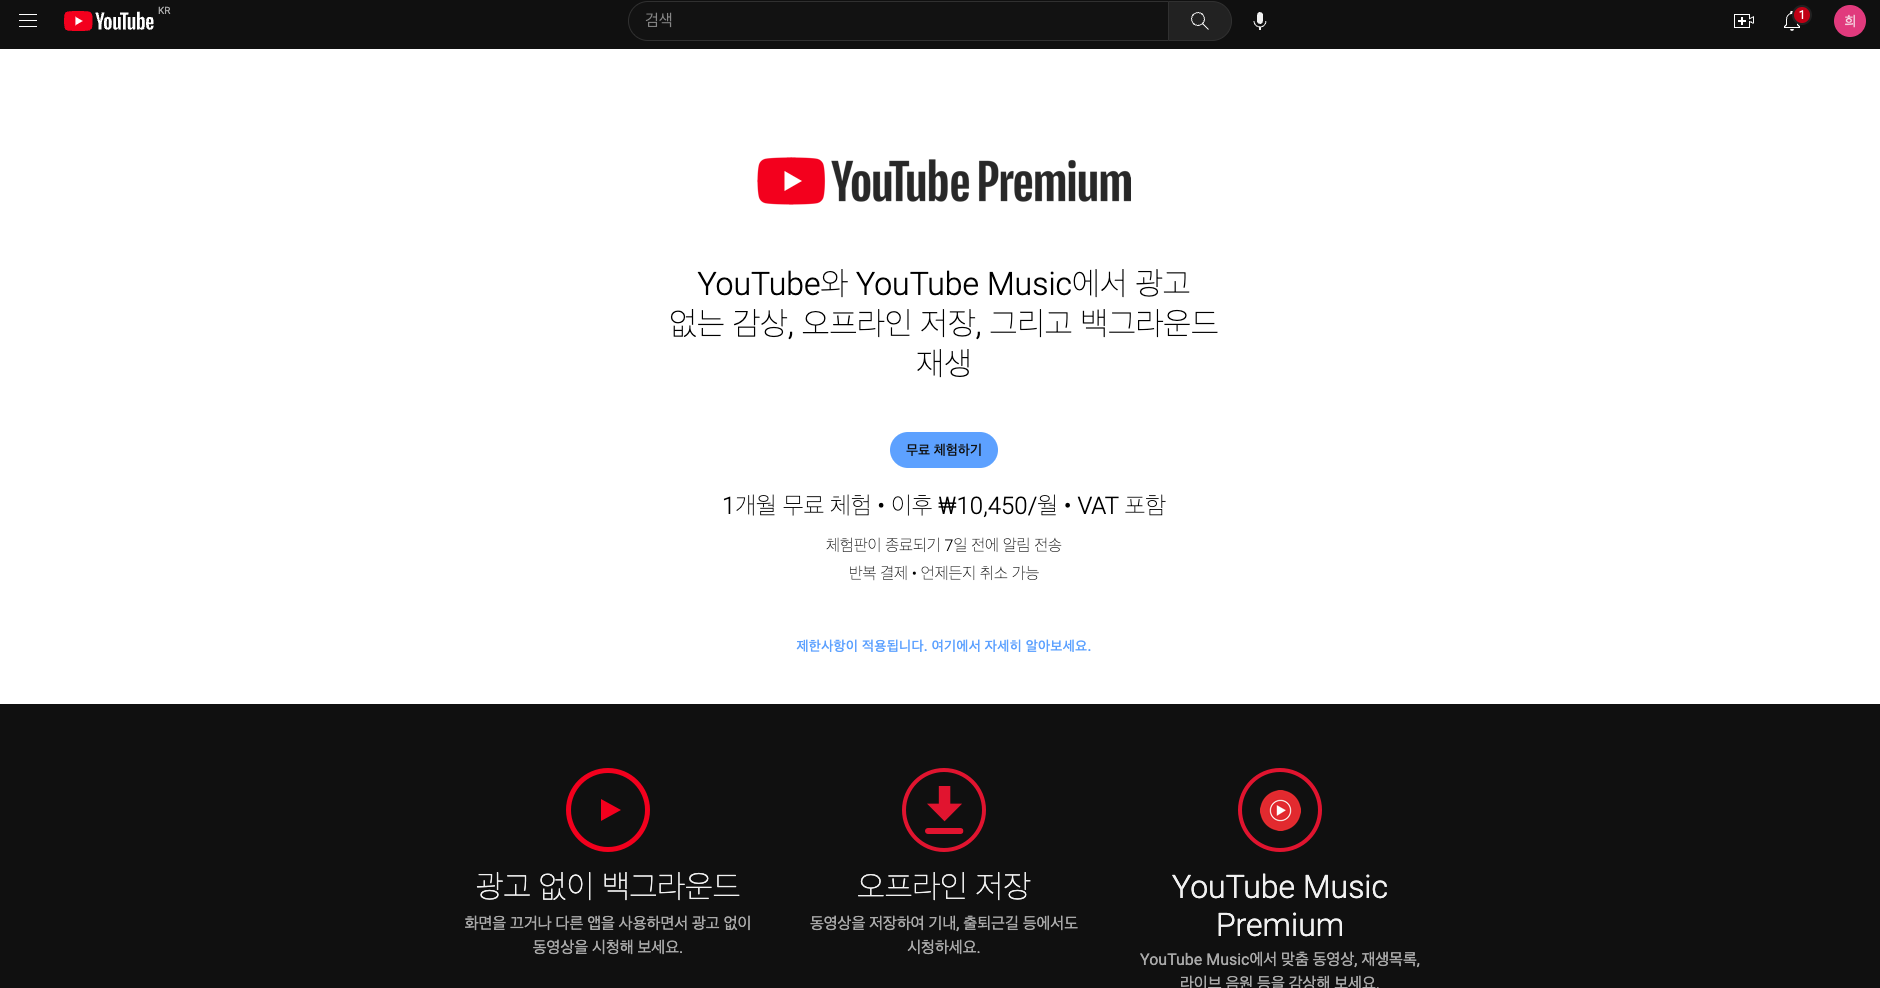 YouTube KR
검색
1
희
YouTube Premium
YouTube와 YouTube Music에서 광고
없는 감상, 오프라인 저장, 그리고 백그라운드
재생
무료 체험하기
1개월 무료 체험 • 이후 ₩10,450/월 • VAT 포함
체험판이 종료되기 7일 전에 알림 전송
반복 결제 • 언제든지 취소 가능
제한사항이 적용됩니다. 여기에서 자세히 알아보세요.
광고 없이 백그라운드
화면을 끄거나 다른 앱을 사용하면서 광고 없이
동영상을 시청해 보세요.
오프라인 저장
동영상을 저장하여 기내, 출퇴근길 등에서도
시청하세요.
YouTube Music
Premium
YouTube Music에서 맞춤 동영상, 재생목록,
라이브 음원 등을 감상해 보세요.